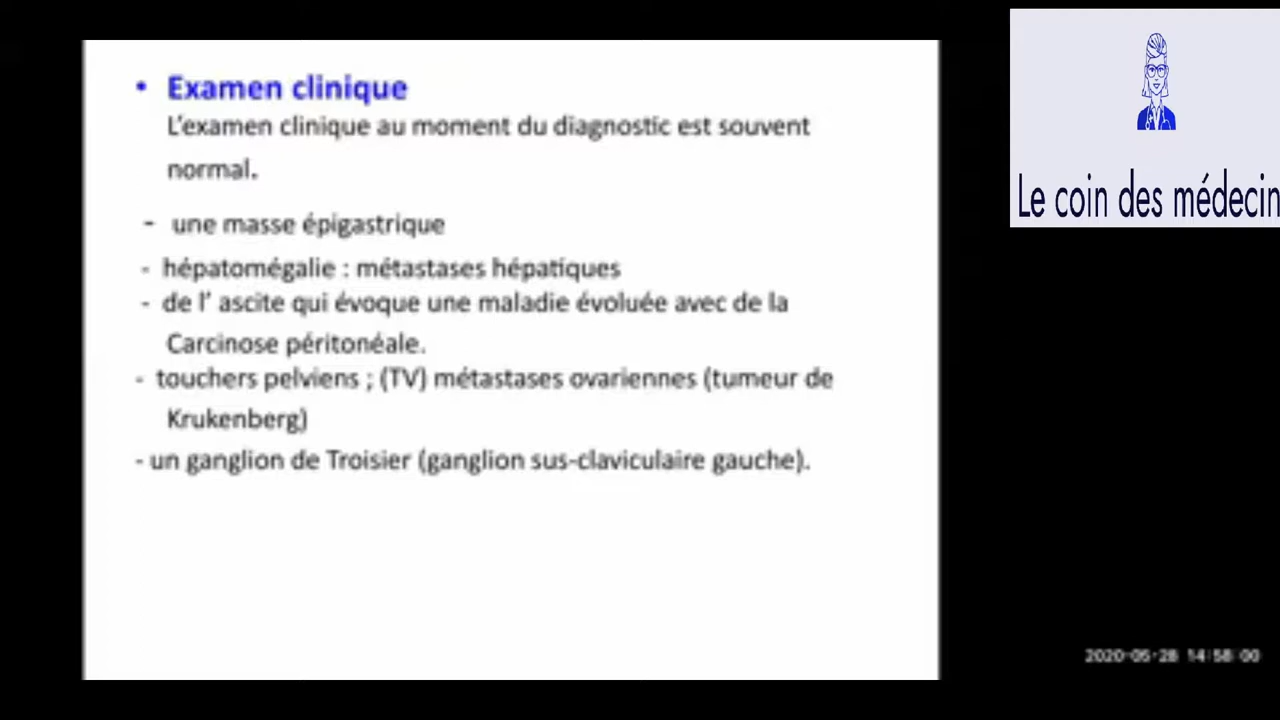 • Examen clinique
L'examen clinique au moment du diagnostic est souvent
normal.
- une masse épigastrique
- hépatomégalie : métastases hépatiques
- de l' ascite qui évoque une maladie évoluée avec de la
Carcinose péritonéale.
- touchers pelviens ; (TV) métastases ovariennes (tumeur de
Krukenberg)
- un ganglion de Troisier (ganglion sus-claviculaire gauche).
Le coin des médecin
2020-05-28 14:58:00